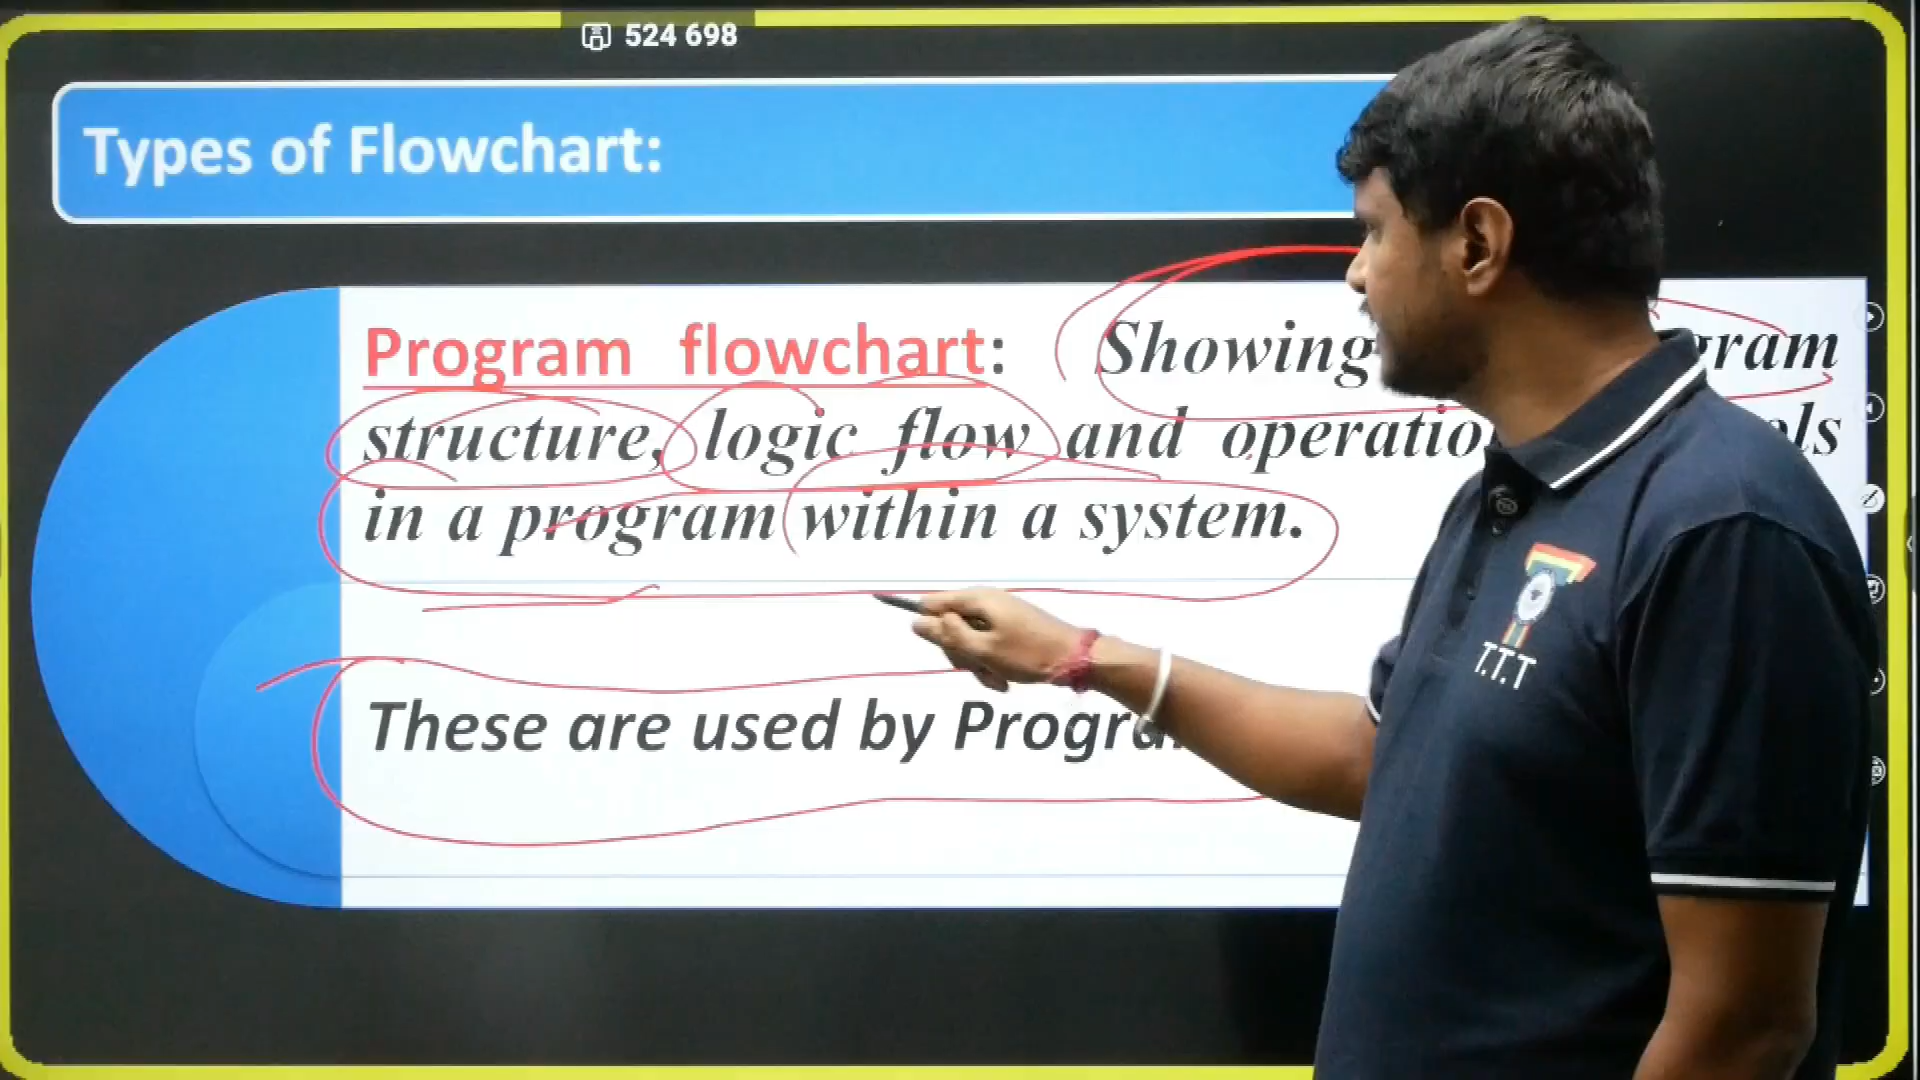 524 698
Types of Flowchart:
Program flowchart: Showing
structure, logic flow and
in a program within a system.
These are used by
T.T.T